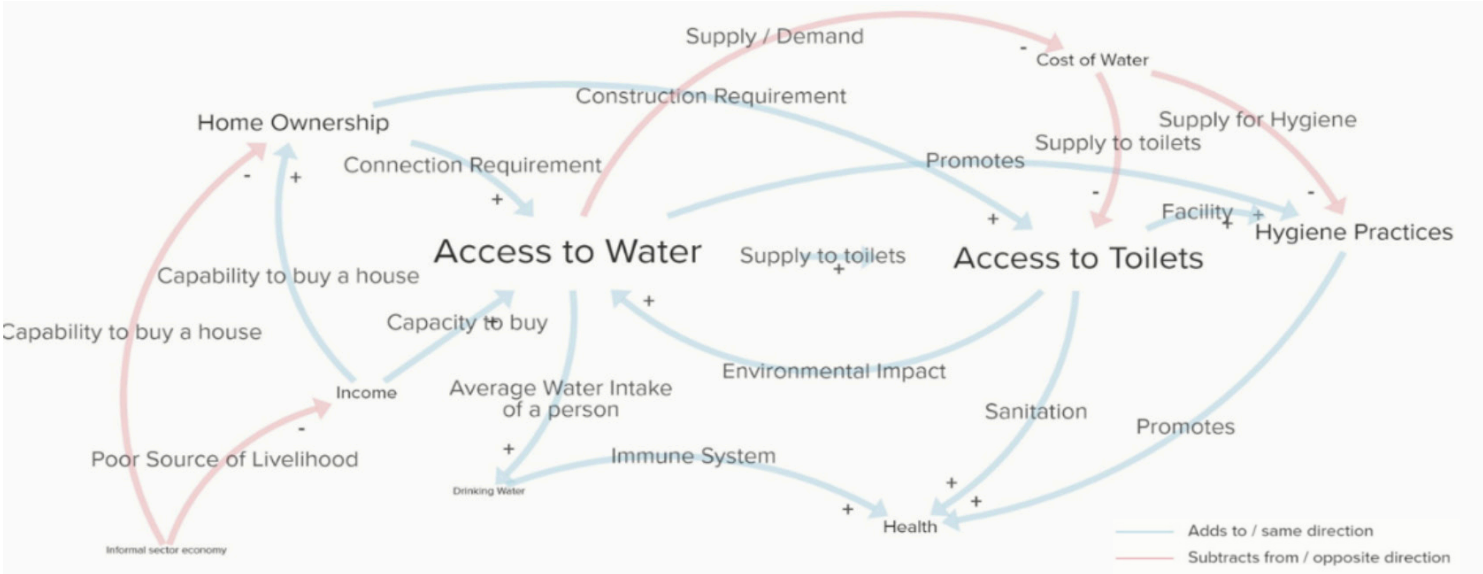 Supply / Demand
-
Cost of Water
Construction Requirement
Home Ownership
Supply for Hygiene
Supply to toilets
Connection Requirement
Promotes
- +
+
-
-
+
Facility +
+
Hygiene Practices
Access to Water
Supply to toilets
+
Access to Toilets
Capability to buy a house
+
Capacity to buy
+
Capability to buy a house
Environmental Impact
Income
Average Water Intake
of a person
Sanitation
-
Promotes
Poor Source of Livelihood
+
Immune System
+
Drinking Water
+
+
Health
Informal sector economy
Adds to / same direction
Subtracts from / opposite direction